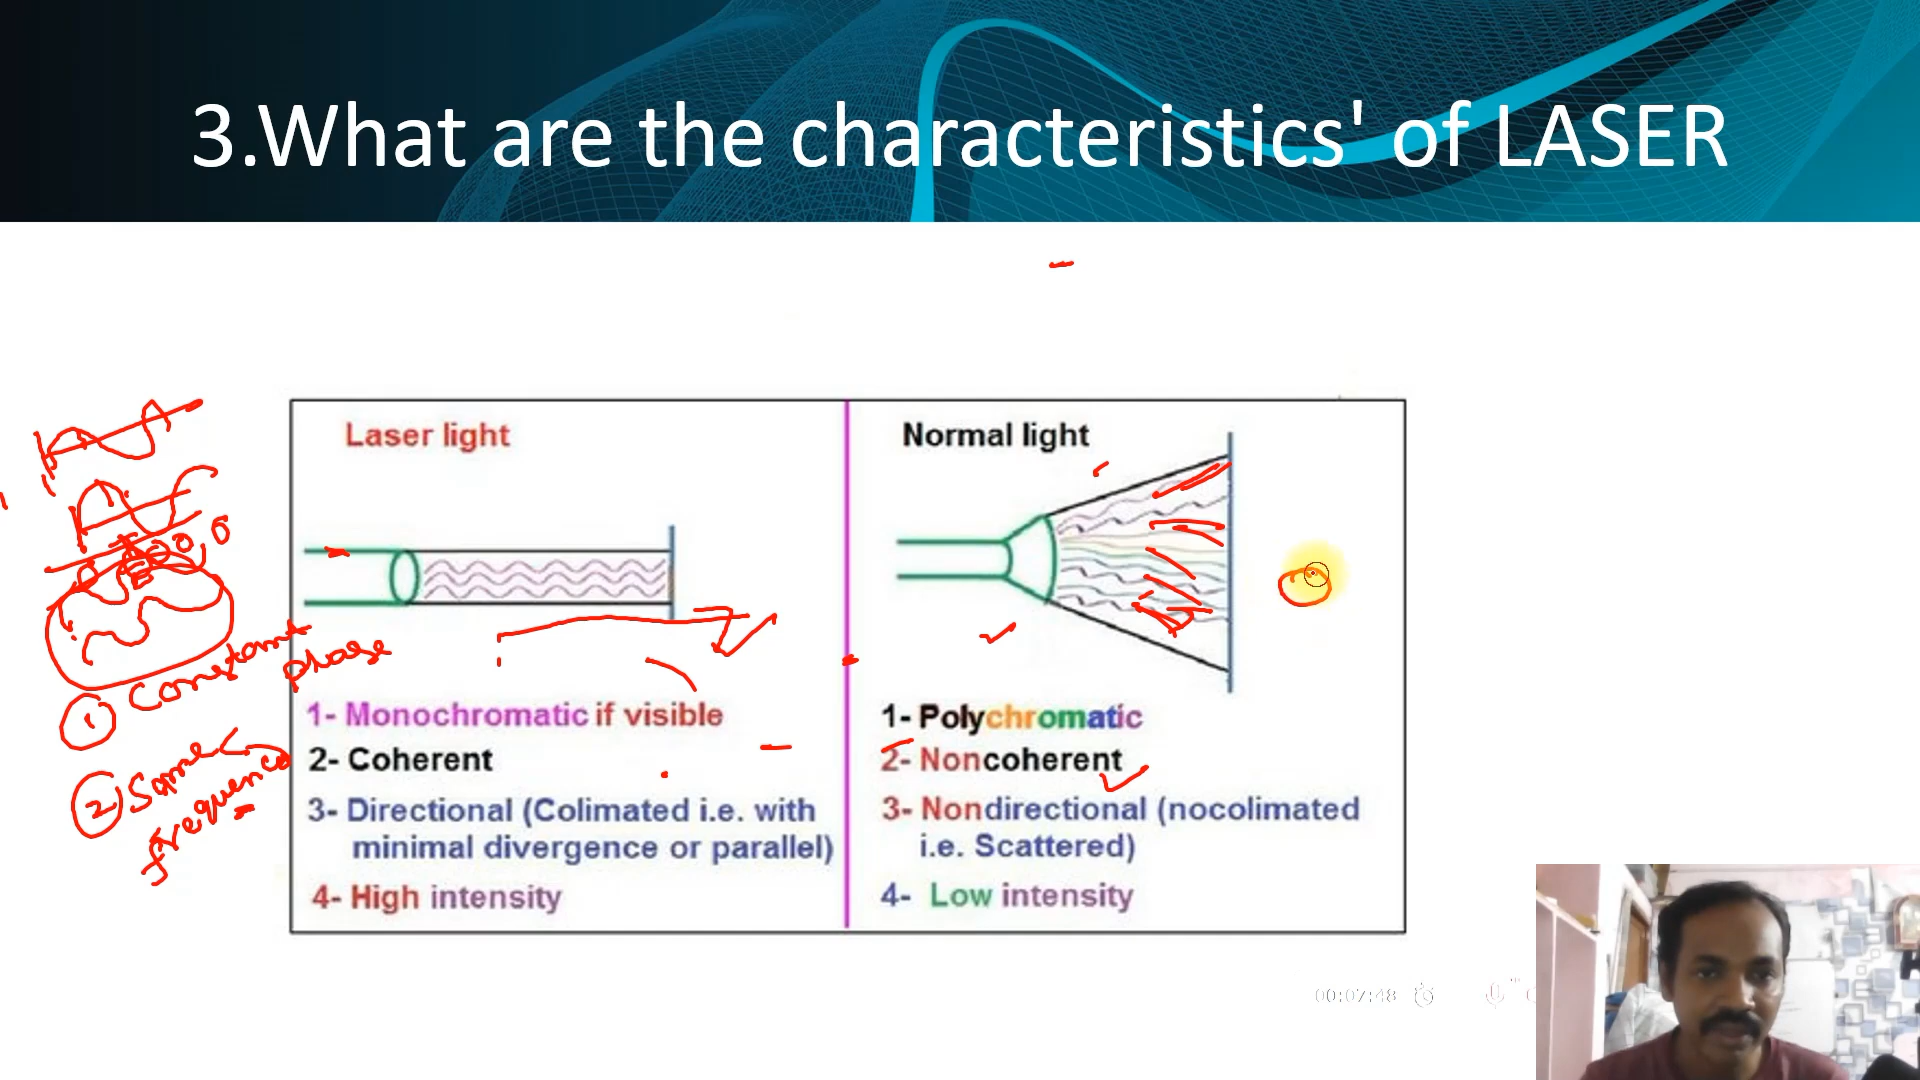 3.What are the characteristics' of LASER
Laser light
1- Monochromatic if visible
2- Coherent
3- Directional (Colimated i.e. with
minimal divergence or parallel)
4- High intensity
Normal light
1- Polychromatic
2- Noncoherent
3- Nondirectional (nocolimated
i.e. Scattered)
4- Low intensity
1 Constant
phase
2 Same
frequency
00:07:48